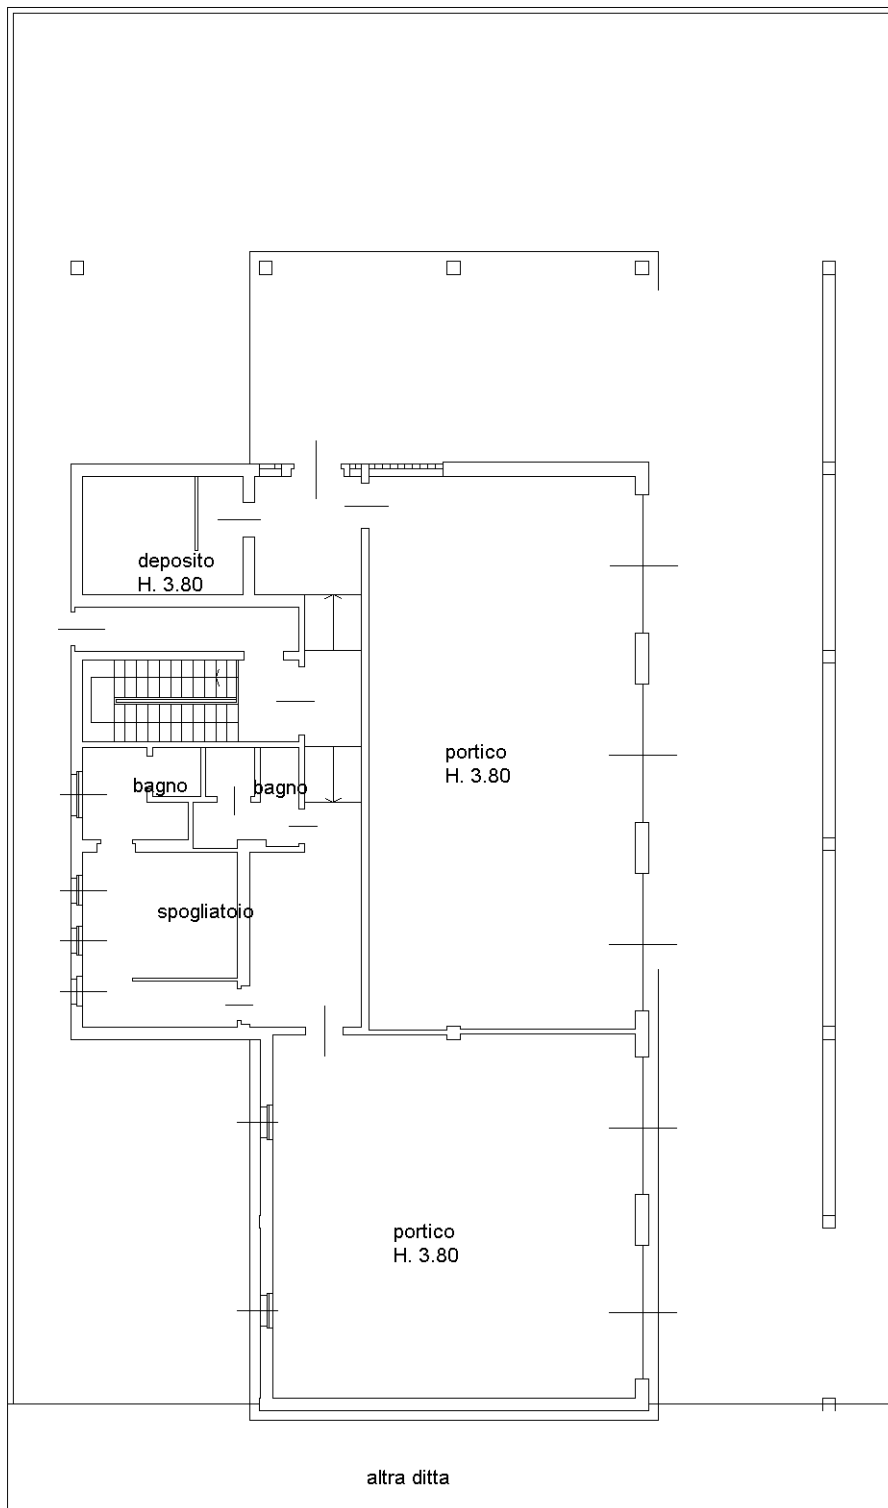 deposito
H. 3.80
portico
H. 3.80
bagno
bagno
spogliatoio
portico
H. 3.80
altra ditta